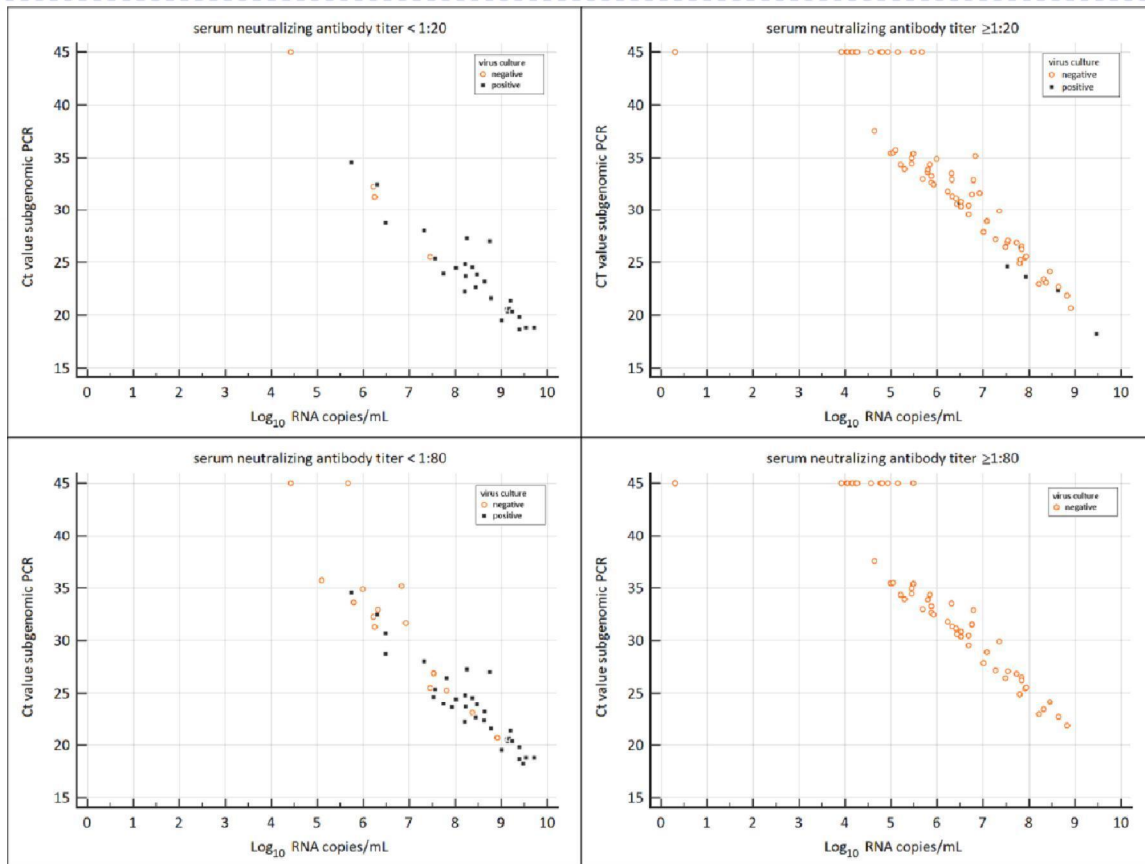 serum neutralizing antibody titer < 1:20
virus culture
negative
positive
Ct value subgenomic PCR
45
40
35
30
25
20
15
0 1 2 3 4 5 6 7 8 9 10
Log10 RNA copies/mL
serum neutralizing antibody titer ≥1:20
virus culture
negative
positive
CT value subgenomic PCR
45
40
35
30
25
20
15
0 1 2 3 4 5 6 7 8 9 10
Log10 RNA copies/mL
serum neutralizing antibody titer < 1:80
virus culture
negative
positive
Ct value subgenomic PCR
45
40
35
30
25
20
15
0 1 2 3 4 5 6 7 8 9 10
Log10 RNA copies/mL
serum neutralizing antibody titer ≥1:80
virus culture
negative
Ct value subgenomic PCR
45
40
35
30
25
20
15
0 1 2 3 4 5 6 7 8 9 10
Log10 RNA copies/mL